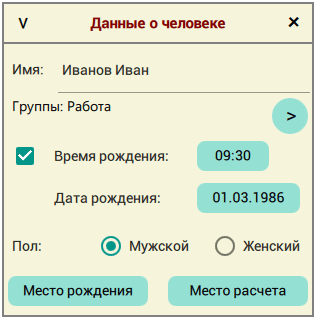 V Данные о человеке ×
Имя: Иванов Иван
Группы: Работа
>
Время рождения: 09:30
Дата рождения: 01.03.1986
Пол: Мужской Женский
Место рождения Место расчета